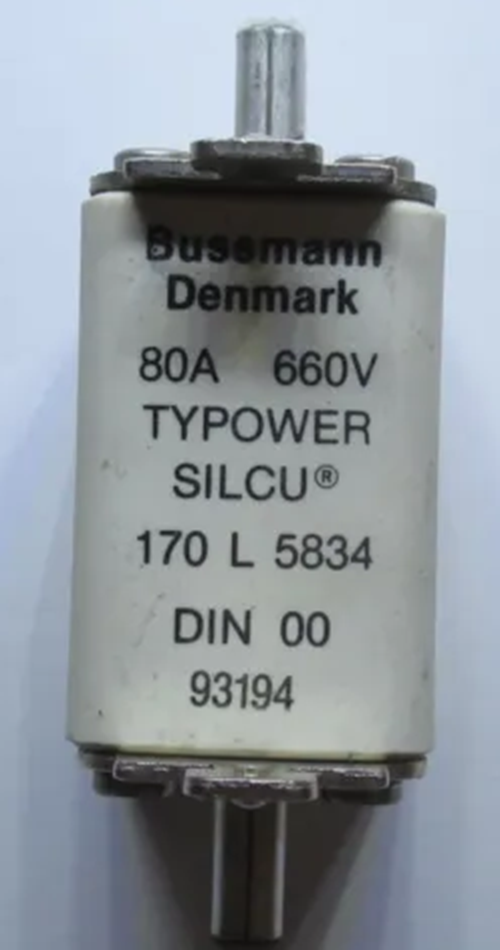 Bussmann
Denmark
80A 660V
TYPOWER
SILCU®
170 L 5834
DIN 00
93194